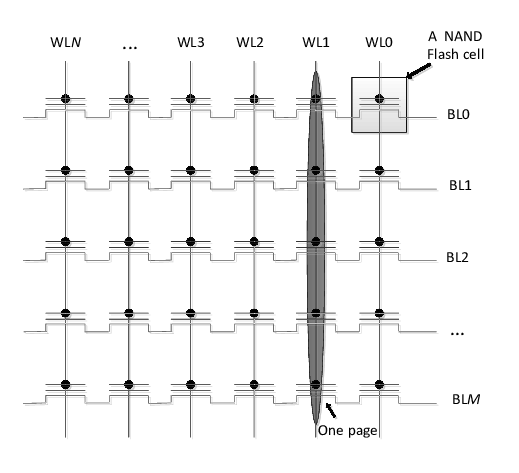 A NAND
Flash cell
WLN
...
WL3
WL2
WL1
WL0
BL0
BL1
BL2
...
BLM
One page